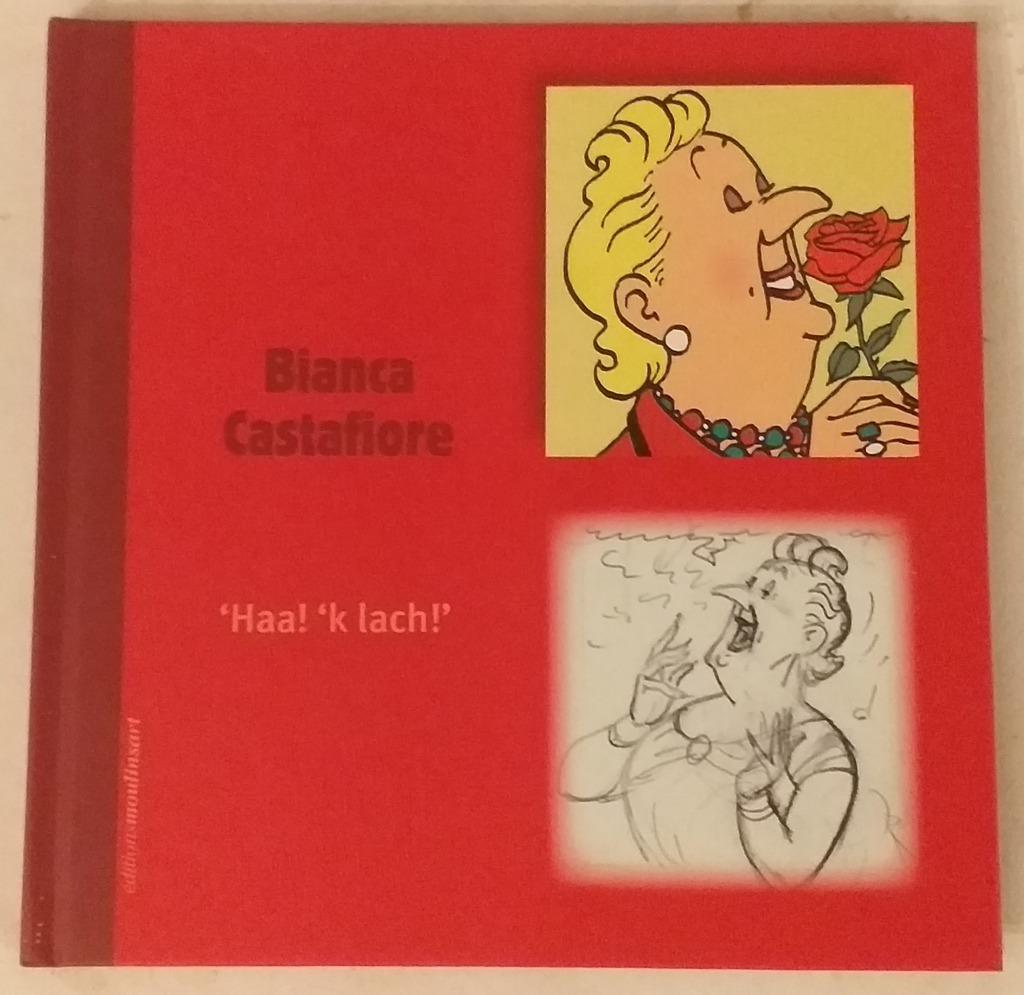 Bianca
Castafiore
‘Haa! ‘k lach!’
éditionsmoulinsart